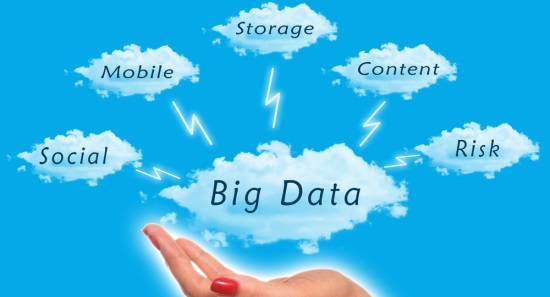 Storage
Mobile
Content
Social
Risk
Big Data